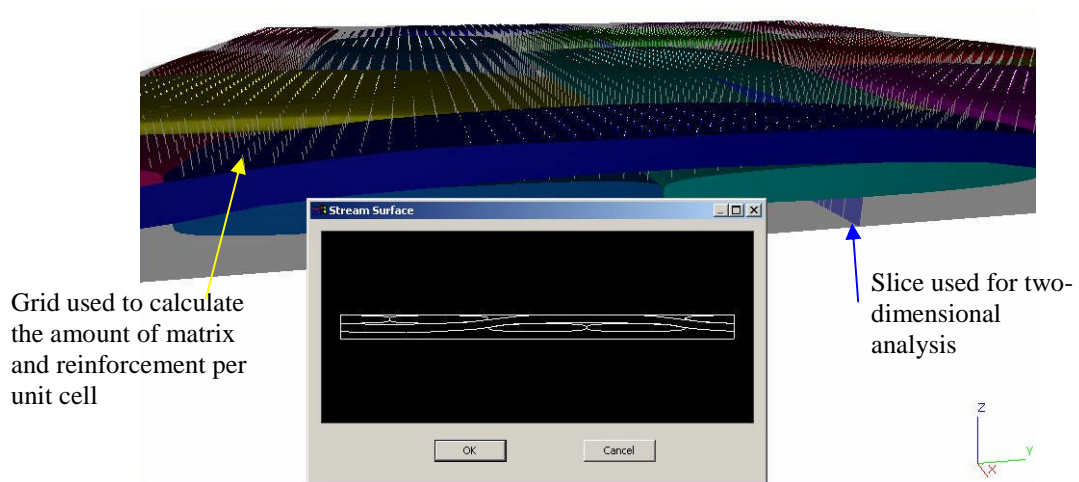 Stream Surface
Grid used to calculate
the amount of matrix
and reinforcement per
unit cell
Slice used for two-
dimensional
analysis
OK
Cancel
Z
Y
X